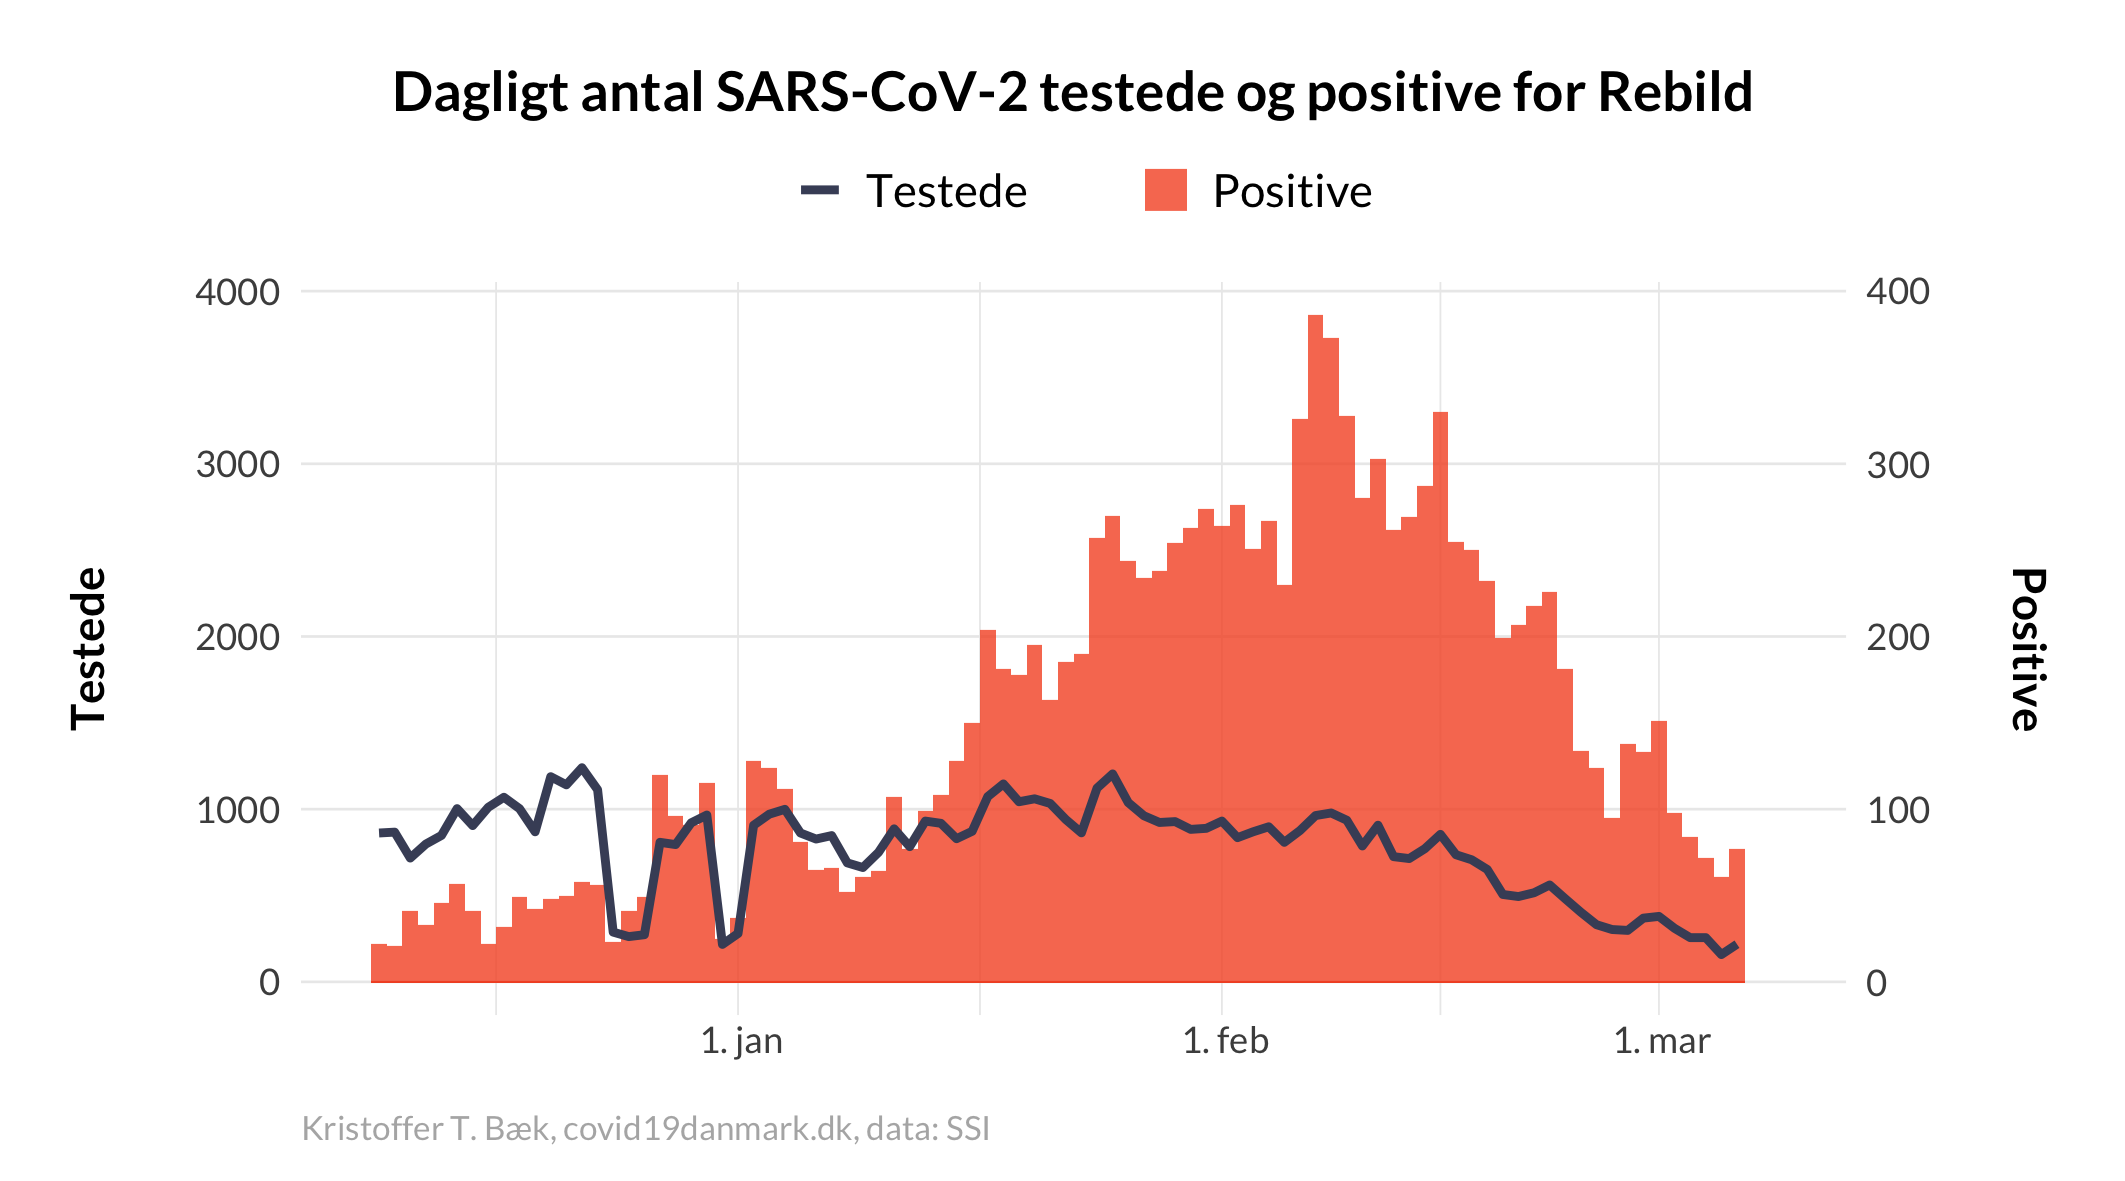 Dagligt antal SARS-CoV-2 testede og positive for Rebild
Testede Positive
4000 400
3000 300
2000 200
1000 100
0 0
Testede
Positive
1. jan 1. feb 1. mar
Kristoffer T. Bæk, covid19danmark.dk, data: SSI